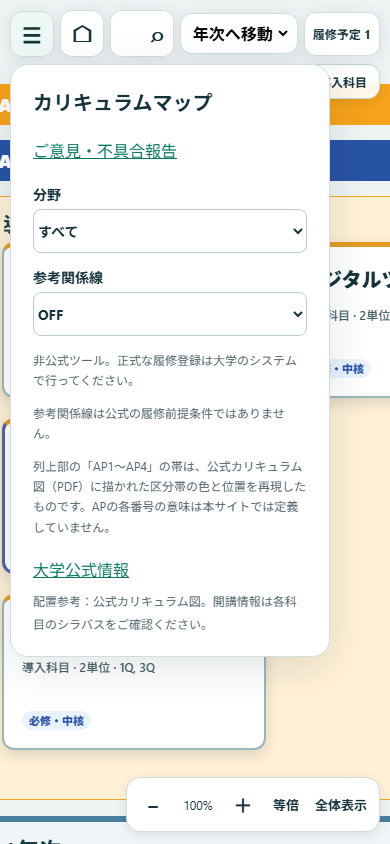 ☰
年次へ移動
履修予定 1
導入科目
カリキュラムマップ
ご意見・不具合報告
分野
すべて
参考関係線
OFF
非公式ツール。正式な履修登録は大学のシステム
で行ってください。
参考関係線は公式の履修前提条件ではありませ
ん。
列上部の「AP1〜AP4」の帯は、公式カリキュラム
図（PDF）に描かれた区分帯の色と位置を再現した
ものです。APの各番号の意味は本サイトでは定義
していません。
大学公式情報
配置参考：公式カリキュラム図。開講情報は各科
目のシラバスをご確認ください。
ジタルツ
科目 · 2単位
・中核
導入科目 · 2単位 · 1Q, 3Q
必修・中核
− 100% ＋ 等倍 全体表示